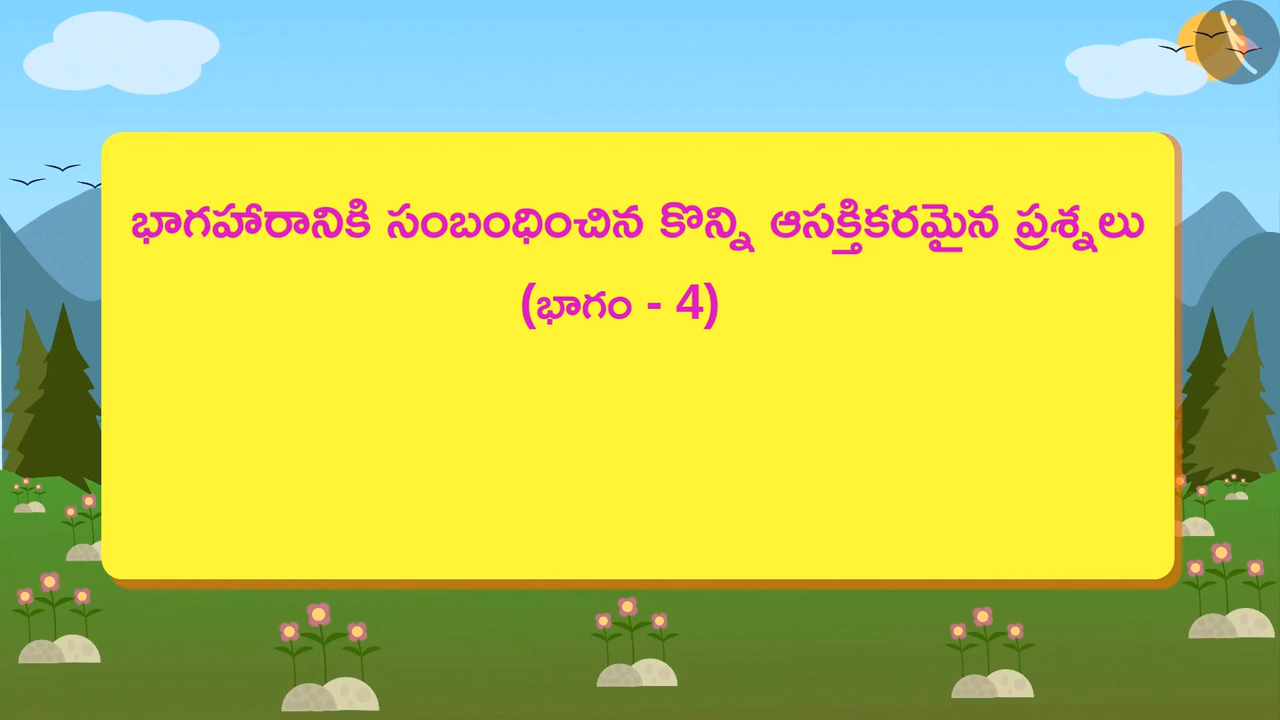 భాగహారానికి సంబంధించిన కొన్ని ఆసక్తికరమైన ప్రశ్నలు
(భాగం - 4)